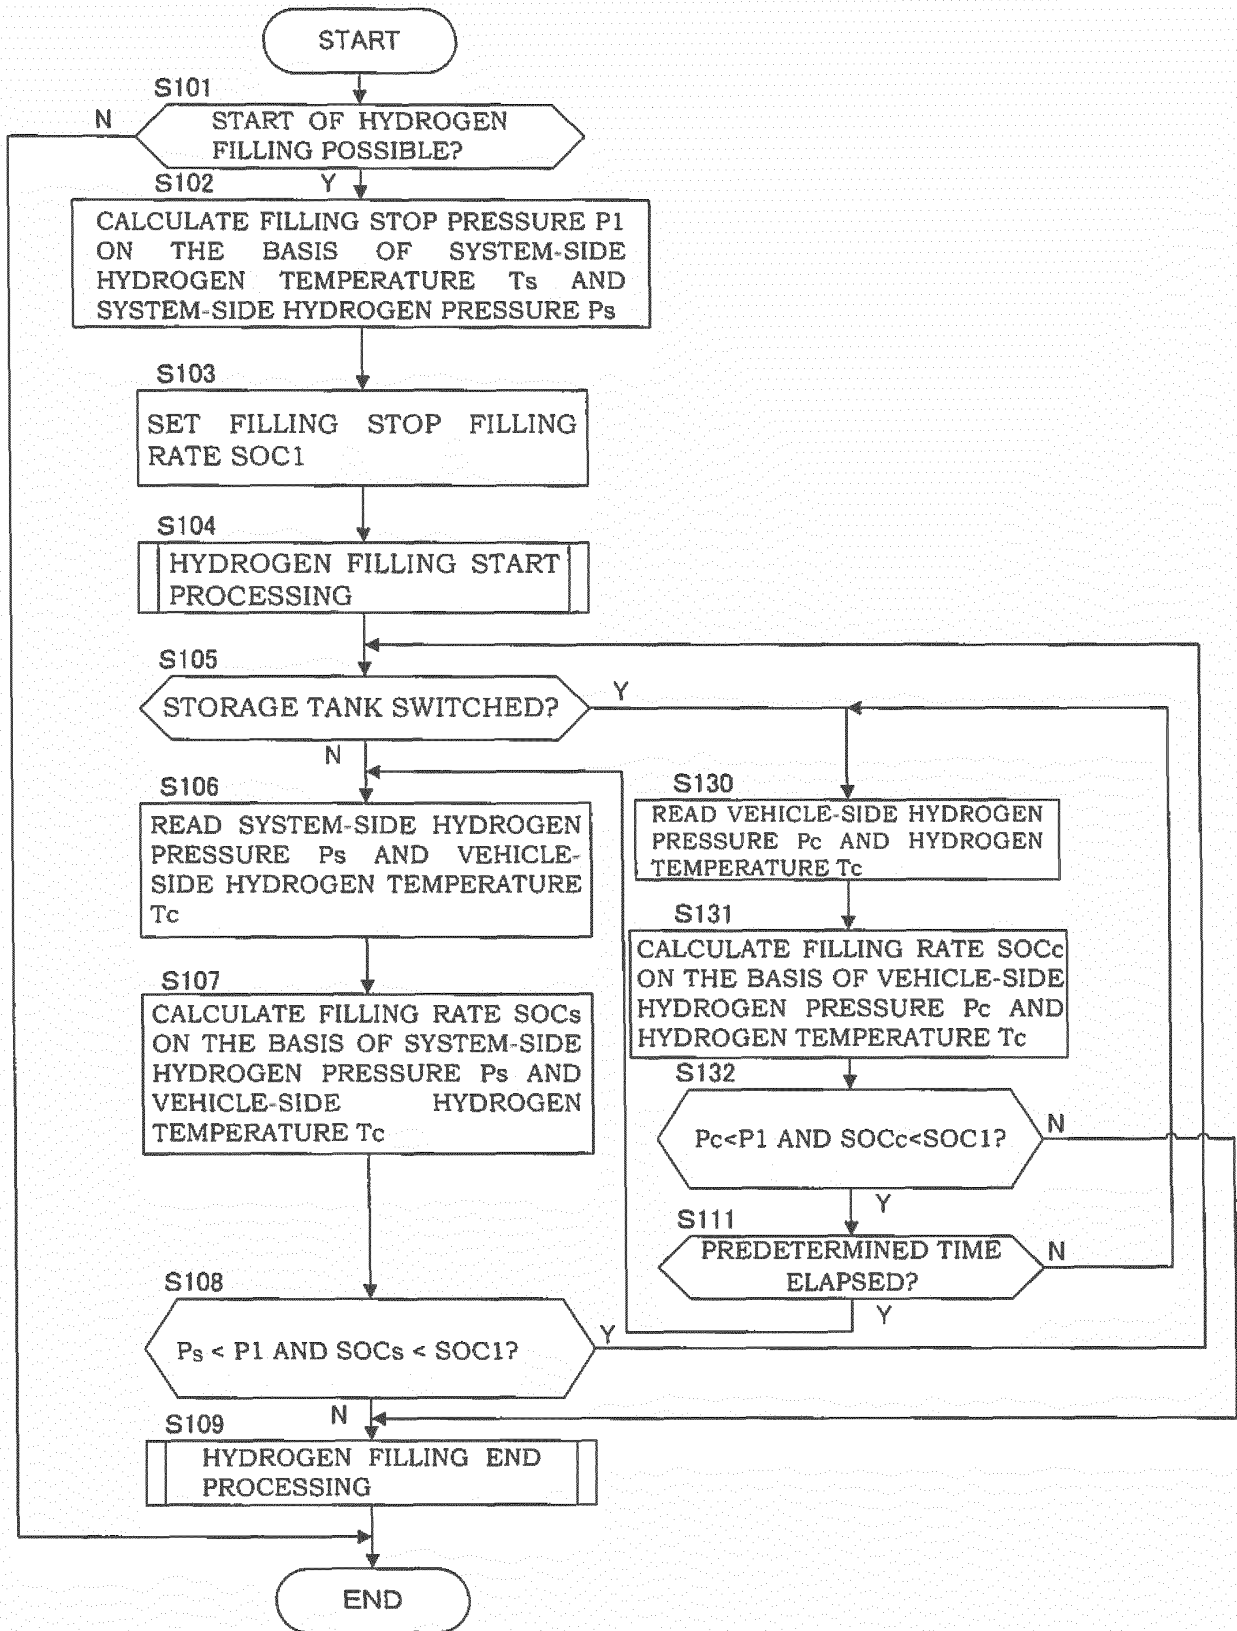 START
S101
N
START OF HYDROGEN
FILLING POSSIBLE?
S102
Y
CALCULATE FILLING STOP PRESSURE P1
ON THE BASIS OF SYSTEM-SIDE
HYDROGEN TEMPERATURE Ts AND
SYSTEM-SIDE HYDROGEN PRESSURE Ps
S103
SET FILLING STOP FILLING
RATE SOC1
S104
HYDROGEN FILLING START
PROCESSING
S105
STORAGE TANK SWITCHED?
Y
N
S106
READ SYSTEM-SIDE HYDROGEN
PRESSURE Ps AND VEHICLE-
SIDE HYDROGEN TEMPERATURE
Tc
S107
CALCULATE FILLING RATE SOCs
ON THE BASIS OF SYSTEM-SIDE
HYDROGEN PRESSURE Ps AND
VEHICLE-SIDE HYDROGEN
TEMPERATURE Tc
S130
READ VEHICLE-SIDE HYDROGEN
PRESSURE Pc AND HYDROGEN
TEMPERATURE Tc
S131
CALCULATE FILLING RATE SOCc
ON THE BASIS OF VEHICLE-SIDE
HYDROGEN PRESSURE Pc AND
HYDROGEN TEMPERATURE Tc
S132
Pc<P1 AND SOCc<SOC1?
N
Y
S111
PREDETERMINED TIME
ELAPSED?
N
Y
S108
Ps < P1 AND SOCs < SOC1?
Y
N
S109
HYDROGEN FILLING END
PROCESSING
END